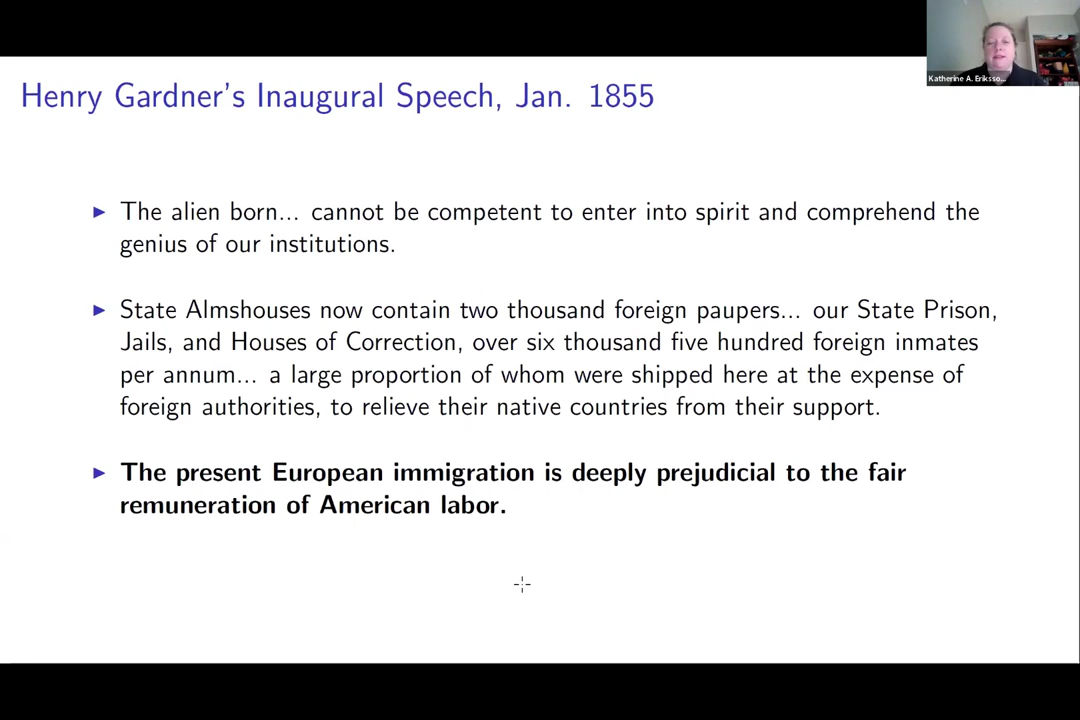 Katherine A. Eriksso...
Henry Gardner's Inaugural Speech, Jan. 1855
The alien born... cannot be competent to enter into spirit and comprehend the
genius of our institutions.
State Almshouses now contain two thousand foreign paupers... our State Prison,
Jails, and Houses of Correction, over six thousand five hundred foreign inmates
per annum... a large proportion of whom were shipped here at the expense of
foreign authorities, to relieve their native countries from their support.
The present European immigration is deeply prejudicial to the fair
remuneration of American labor.